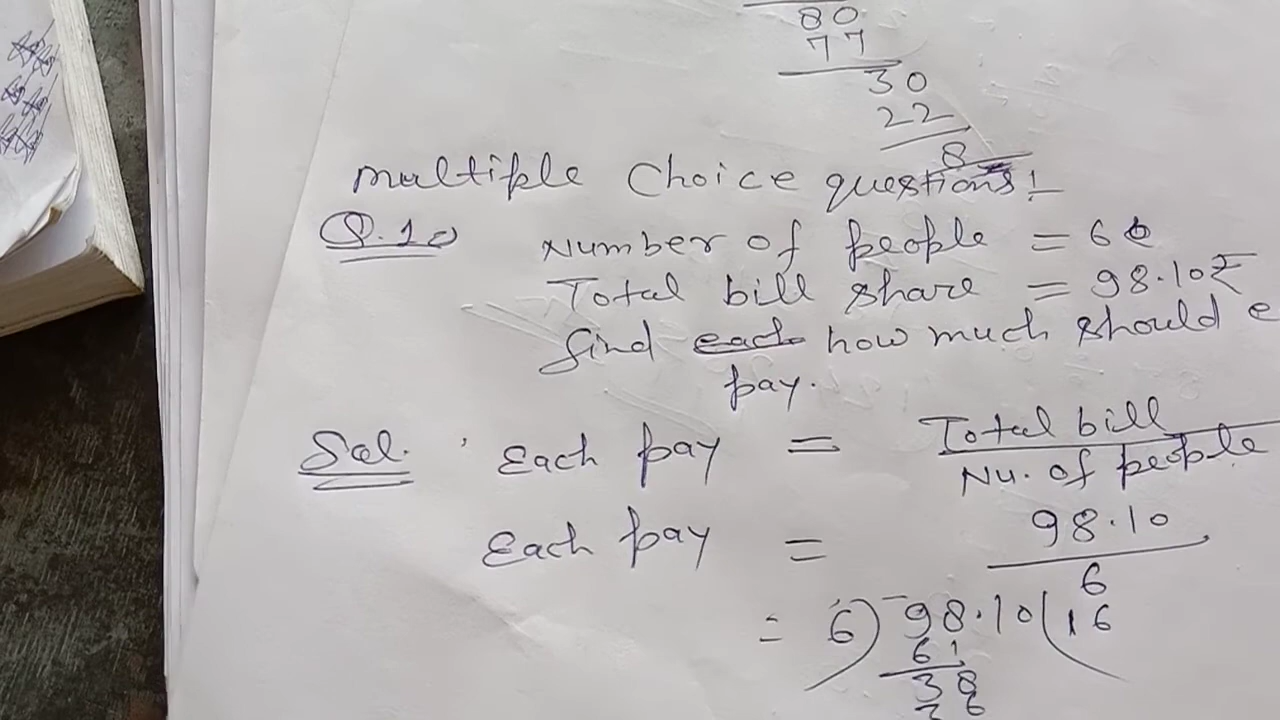 80
77
30
22
8
Multiple Choice questions!-
Q.10
Number of people = 6
Total bill share = 98.10₹
find each how much should e
pay.
Sol. Each pay = Total bill
Nu. of people
Each pay = 98.10
6
= 6) 98.10 ( 16
6
38
36